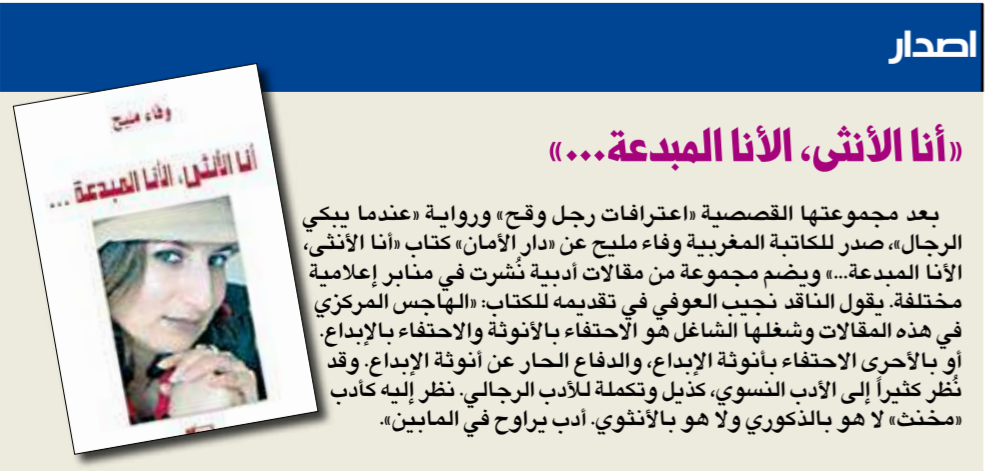 اصدار
«أنا الأنثى، الأنا المبدعة...»
وفاء مليح
أنا الأنثى، الأنا المبدعة ...
بعد مجموعتها القصصية «اعترافات رجل وقح» ورواية «عندما يبكي
الرجال»، صدر للكاتبة المغربية وفاء مليح عن «دار الأمان» كتاب «أنا الأنثى،
الأنا المبدعة...» ويضم مجموعة من مقالات أدبية نُشرت في منابر إعلامية
مختلفة. يقول الناقد نجيب العوفي في تقديمه للكتاب: «الهاجس المركزي
في هذه المقالات وشغلها الشاغل هو الاحتفاء بالأنوثة والاحتفاء بالإبداع.
أو بالأحرى الاحتفاء بأنوثة الإبداع، والدفاع الحار عن أنوثة الإبداع. وقد
نُظر كثيراً إلى الأدب النسوي، كذيل وتكملة للأدب الرجالي. نظر إليه كأدب
«مخنث» لا هو بالذكوري ولا هو بالأنثوي. أدب يراوح في المابين».